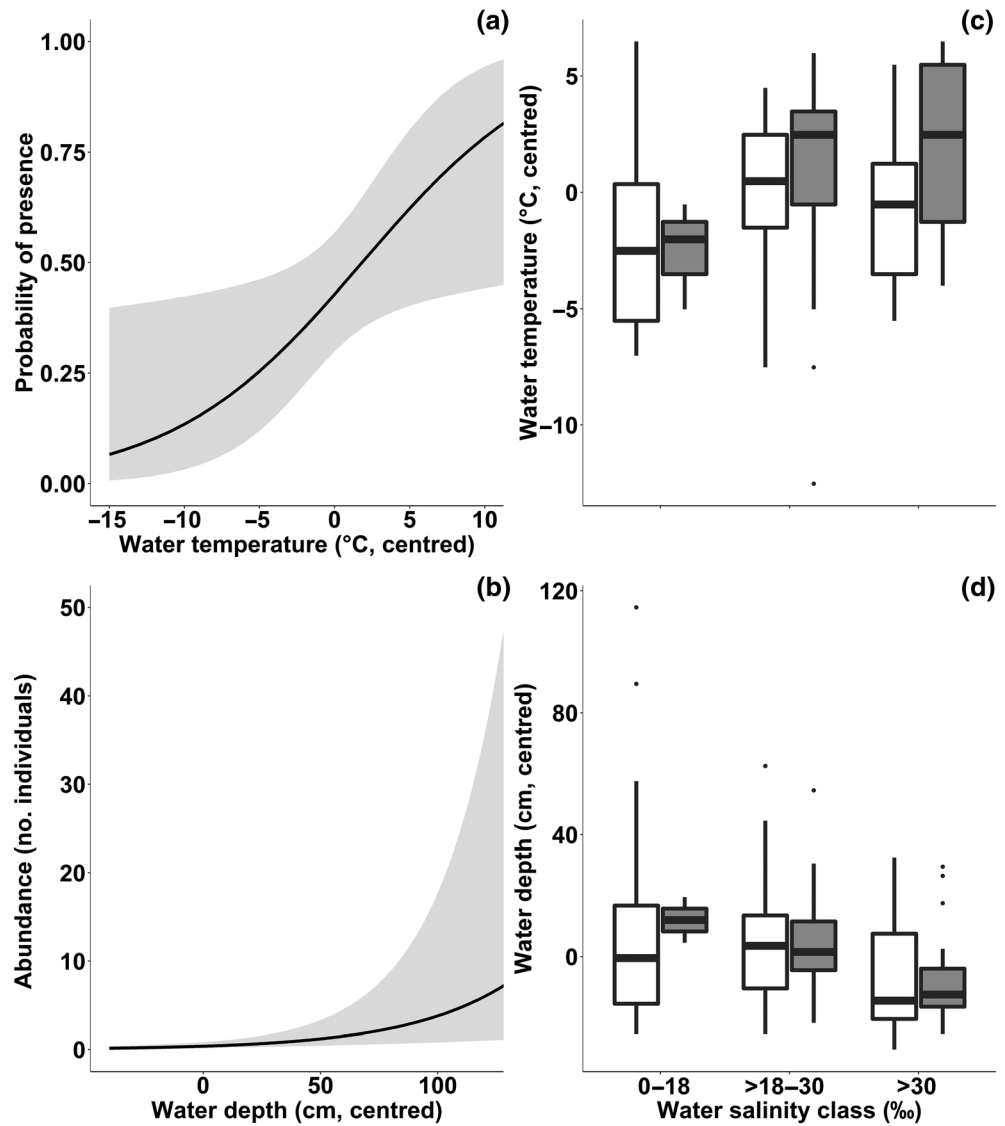 (a)
Probability of presence
1.00
0.75
0.50
0.25
0.00
−15 −10 −5 0 5 10
Water temperature (°C, centred)
(b)
Abundance (no. individuals)
50
40
30
20
10
0
0 50 100
Water depth (cm, centred)
(c)
Water temperature (°C, centred)
5
0
−5
−10
(d)
Water depth (cm, centred)
120
80
40
0
0−18 >18−30 >30
Water salinity class (‰)